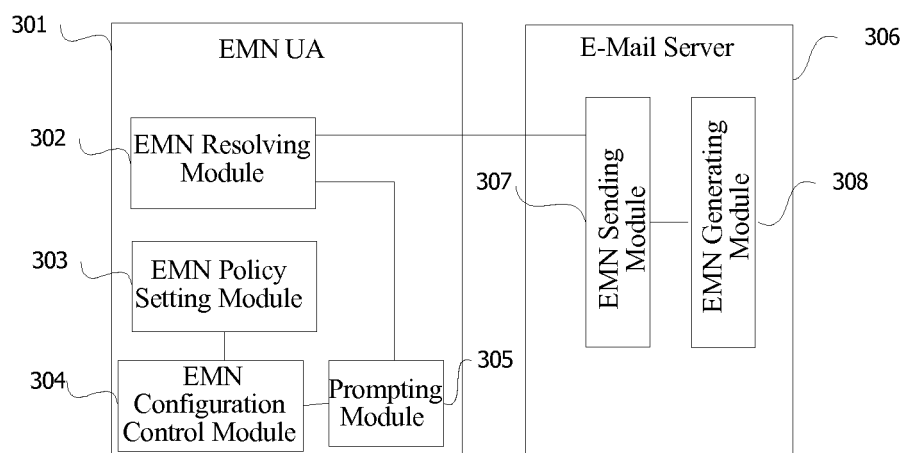 301
EMN UA
302
EMN Resolving
Module
303
EMN Policy
Setting Module
304
EMN
Configuration
Control Module
305
Prompting
Module
306
E-Mail Server
307
EMN Sending
Module
308
EMN Generating
Module